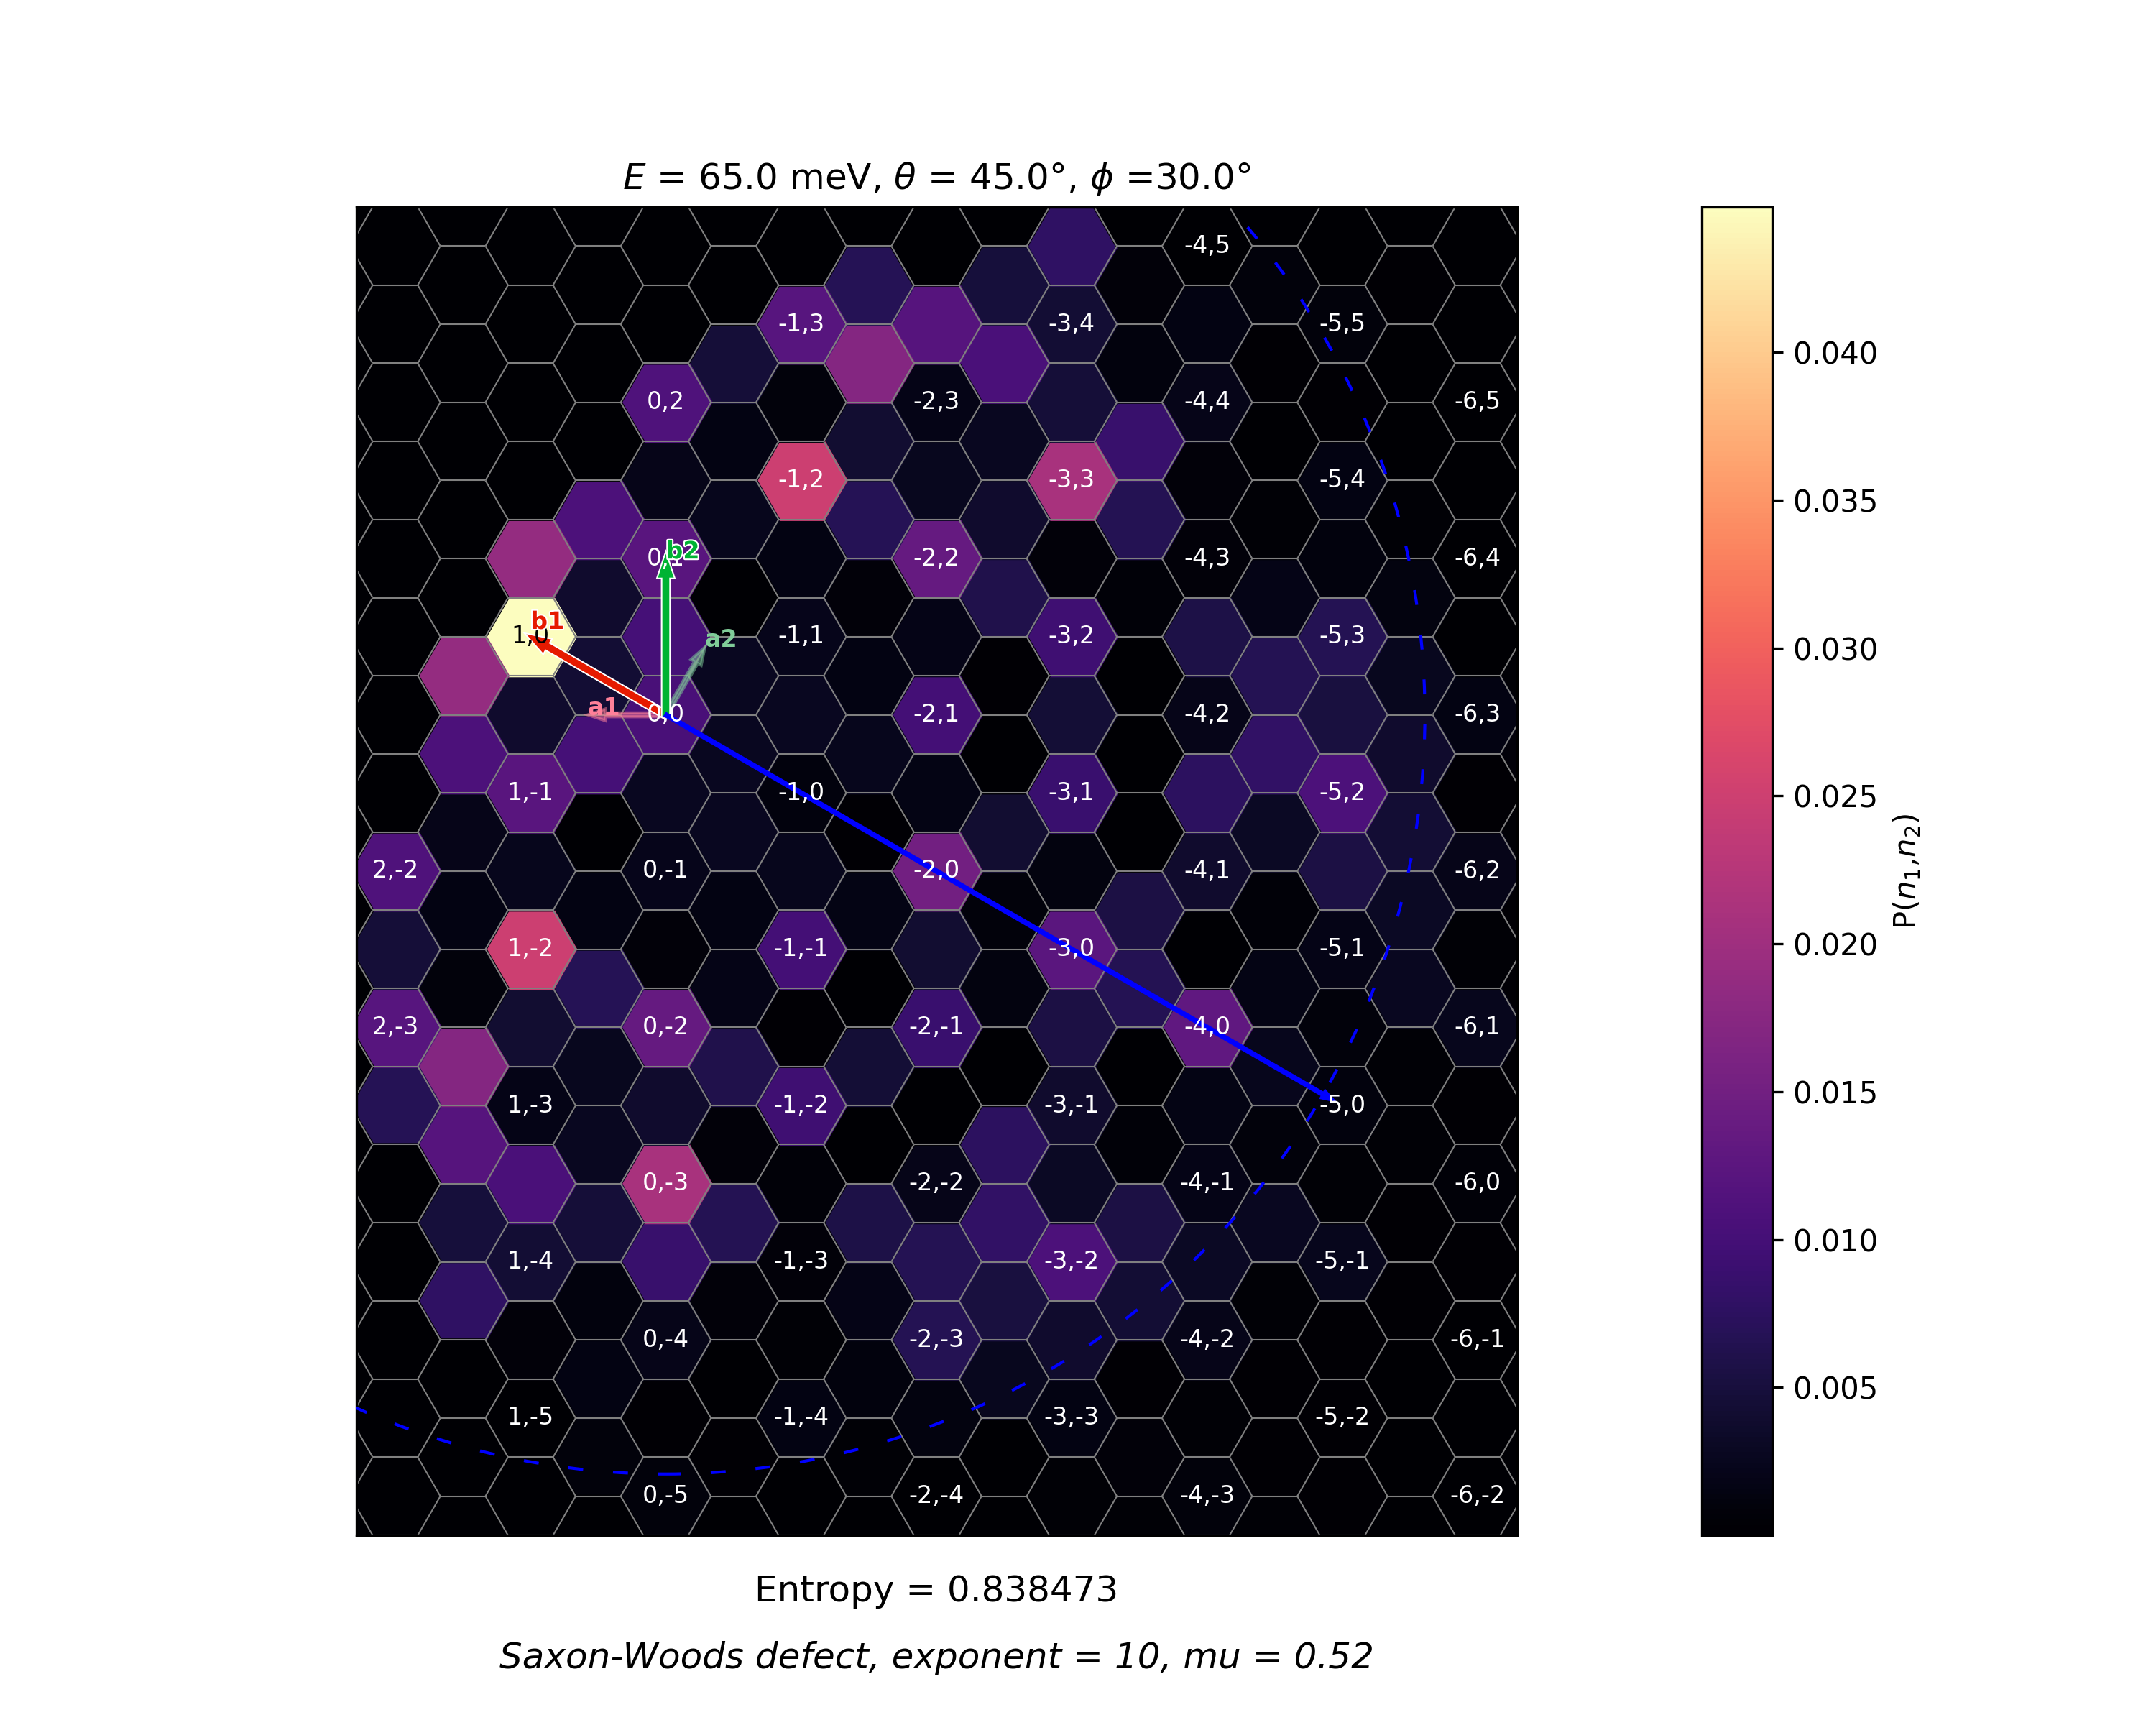 E = 65.0 meV, θ = 45.0°, ϕ =30.0°
-4,5
-1,3 -3,4 -5,5
0,2 -2,3 -4,4 -6,5
-1,2 -3,3 -5,4
0,1 b2 -2,2 -4,3 -6,4
1,0 b1 a2 -1,1 -3,2 -5,3
a1 0,0 -2,1 -4,2 -6,3
1,-1 -1,0 -3,1 -5,2
2,-2 0,-1 -2,0 -4,1 -6,2
1,-2 -1,-1 -3,0 -5,1
2,-3 0,-2 -2,-1 -4,0 -6,1
1,-3 -1,-2 -3,-1 -5,0
0,-3 -2,-2 -4,-1 -6,0
1,-4 -1,-3 -3,-2 -5,-1
0,-4 -2,-3 -4,-2 -6,-1
1,-5 -1,-4 -3,-3 -5,-2
0,-5 -2,-4 -4,-3 -6,-2
0.040
0.035
0.030
0.025
0.020
0.015
0.010
0.005
P(n₁,n₂)
Entropy = 0.838473
Saxon-Woods defect, exponent = 10, mu = 0.52